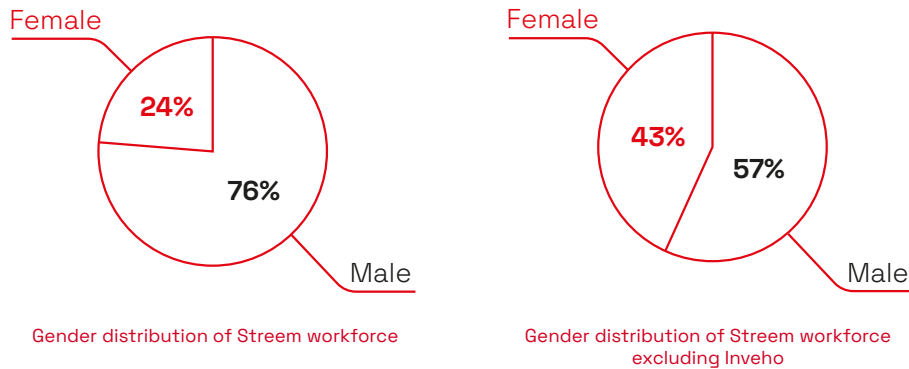 Female
24%
76%
Male
Gender distribution of Streem workforce
Female
43%
57%
Male
Gender distribution of Streem workforce
excluding Inveho